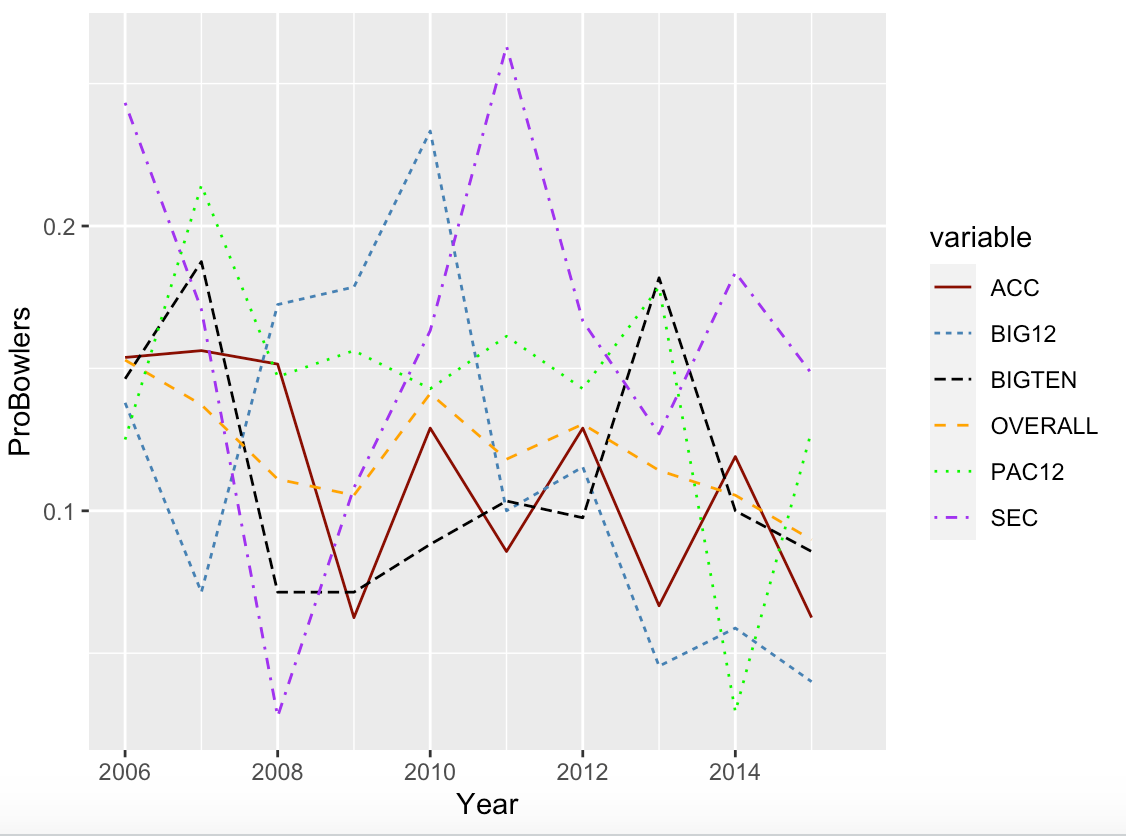 ProBowlers
0.2
0.1
2006 2008 2010 2012 2014
Year
variable
ACC
BIG12
BIGTEN
OVERALL
PAC12
SEC